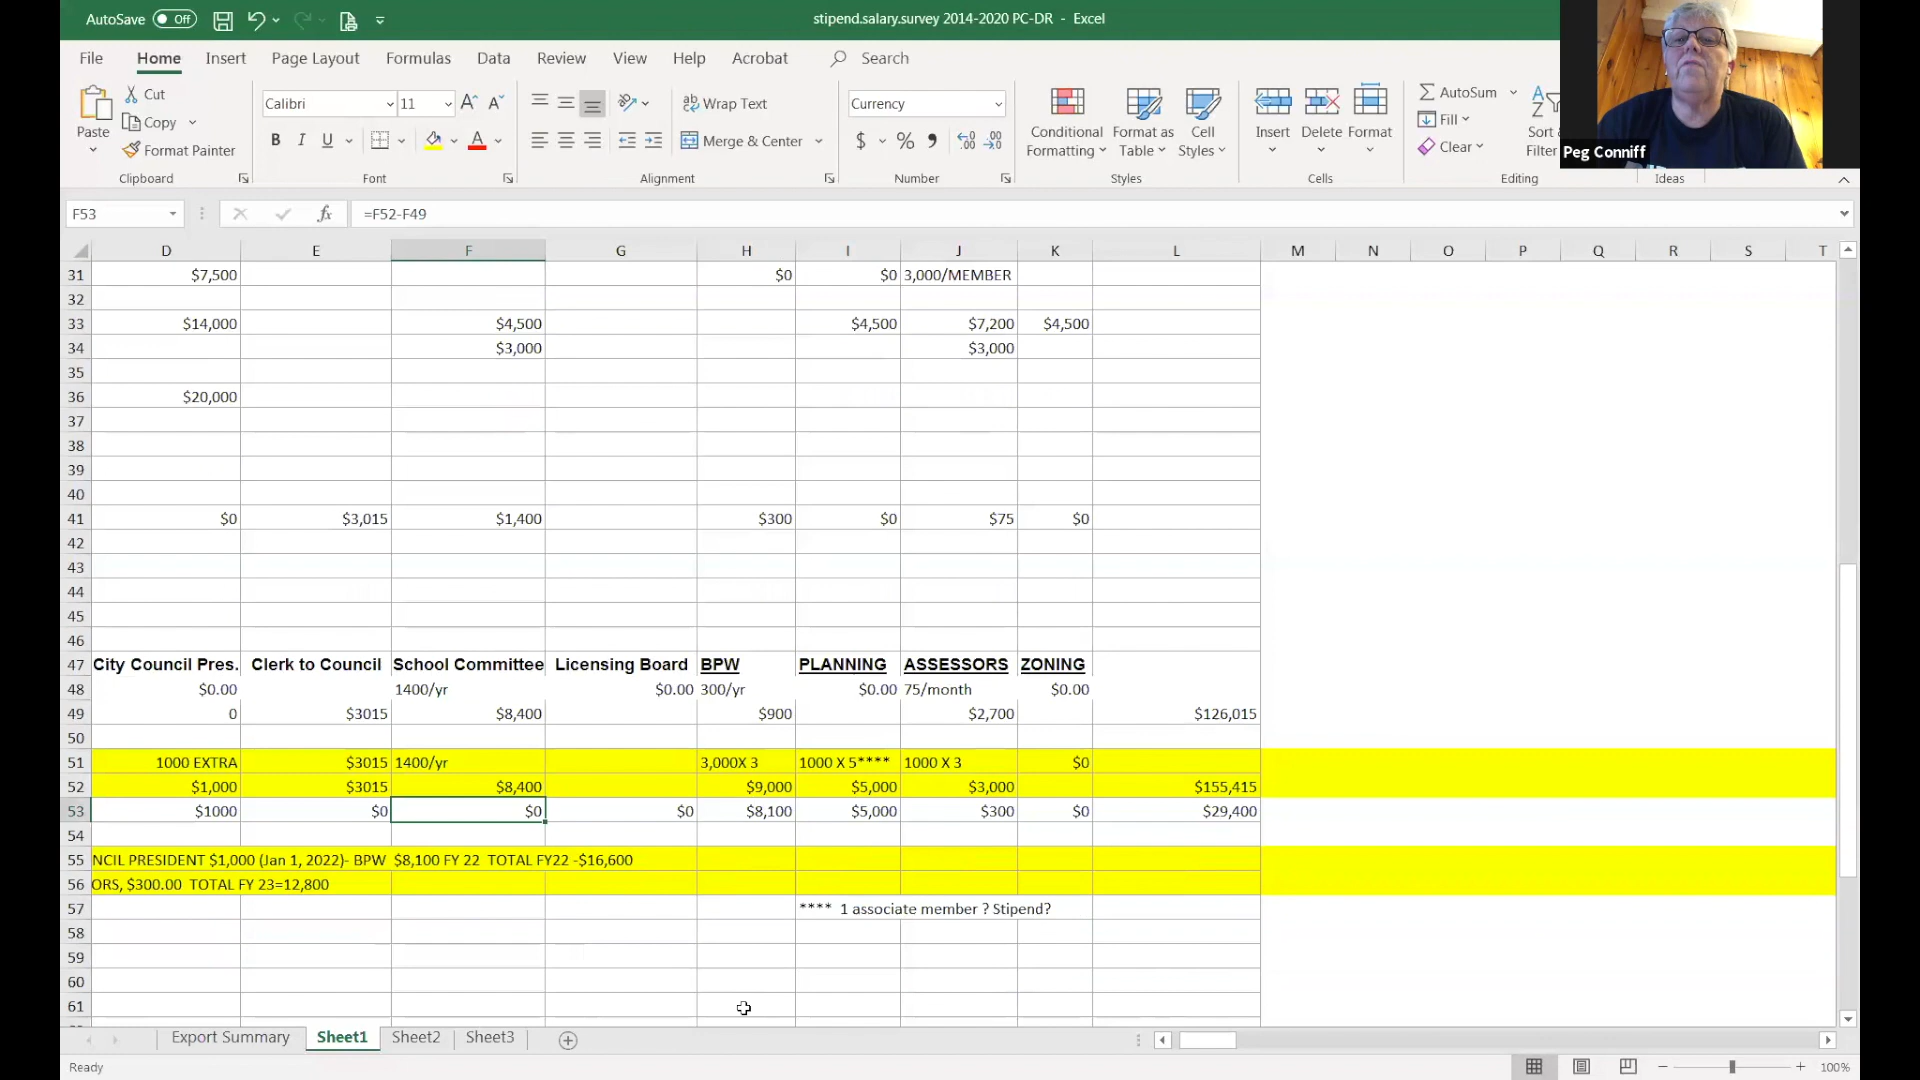 AutoSave Off stipend.salary.survey 2014-2020 PC-DR - Excel
File Home Insert Page Layout Formulas Data Review View Help Acrobat Search
Paste Cut Copy Format Painter
Calibri 11
B I U
Wrap Text
Merge & Center
Currency
$ %
Conditional Formatting Format as Table Cell Styles
Insert Delete Format
AutoSum
Fill
Clear
Sort & Filter
Peg Conniff
Clipboard Font Alignment Number Styles Cells Editing Ideas
F53 fx =F52-F49
D E F G H I J K L M N O P Q R S T
31 $7,500 $0 $0 3,000/MEMBER
32
33 $14,000 $4,500 $4,500 $7,200 $4,500
34 $3,000 $3,000
35
36 $20,000
37
38
39
40
41 $0 $3,015 $1,400 $300 $0 $75 $0
42
43
44
45
46
47 City Council Pres. Clerk to Council School Committee Licensing Board BPW PLANNING ASSESSORS ZONING
48 $0.00 1400/yr $0.00 300/yr $0.00 75/month $0.00
49 0 $3015 $8,400 $900 $2,700 $126,015
50
51 1000 EXTRA $3015 1400/yr 3,000X 3 1000 X 5**** 1000 X 3 $0
52 $1,000 $3015 $8,400 $9,000 $5,000 $3,000 $155,415
53 $1000 $0 $0 $0 $8,100 $5,000 $300 $0 $29,400
54
55 NCIL PRESIDENT $1,000 (Jan 1, 2022)- BPW $8,100 FY 22 TOTAL FY22 -$16,600
56 ORS, $300.00 TOTAL FY 23=12,800
57 **** 1 associate member ? Stipend?
58
59
60
61
Export Summary Sheet1 Sheet2 Sheet3
Ready 100%